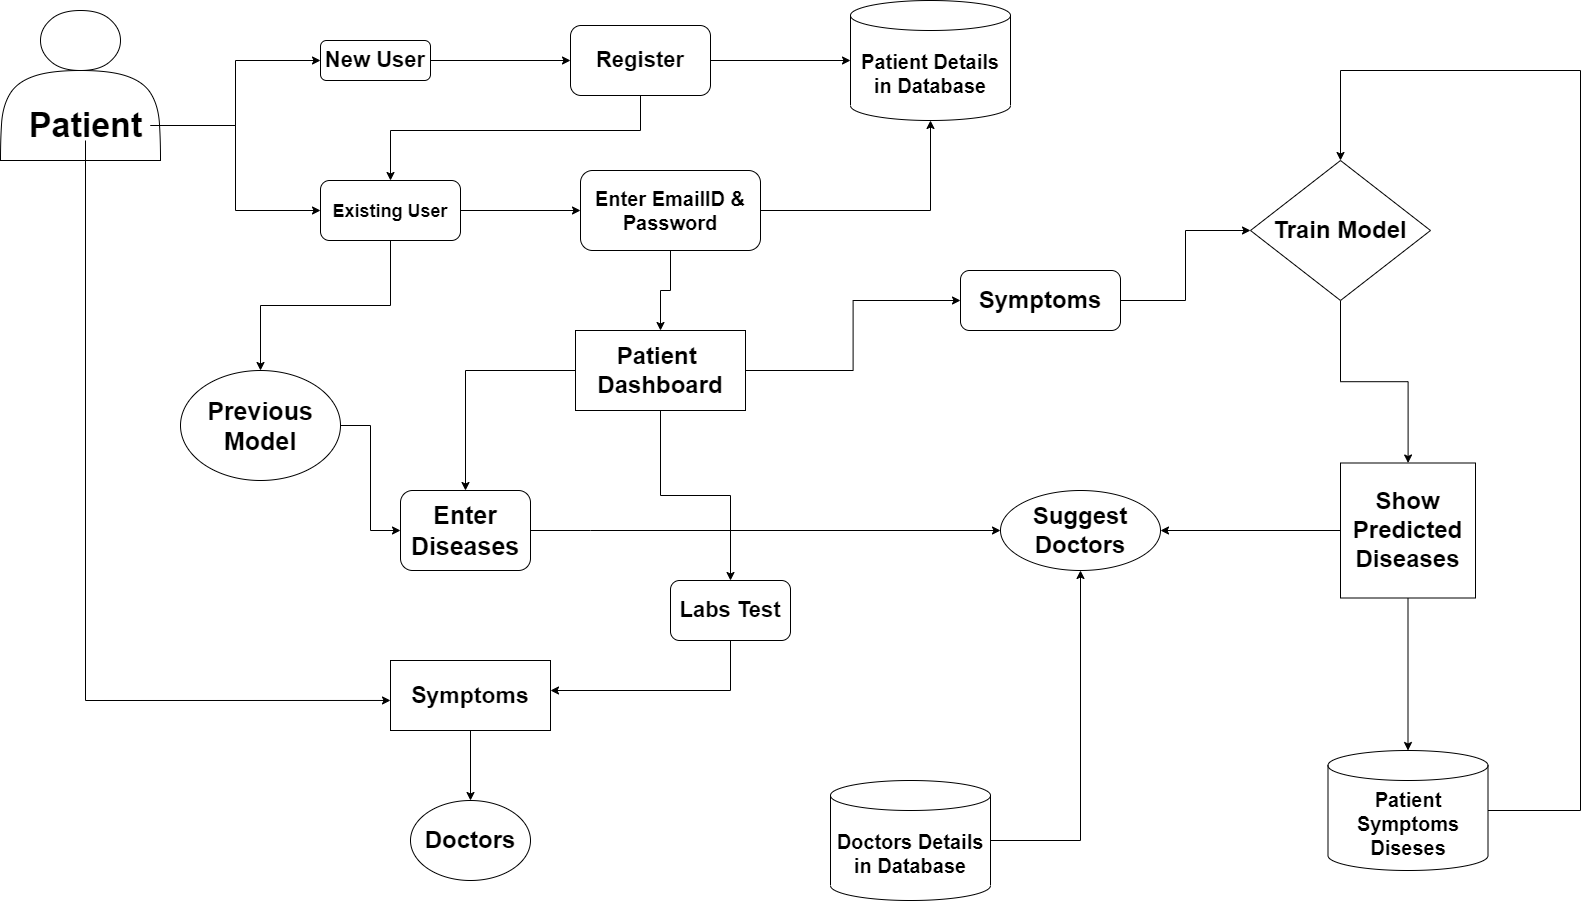 Patient
New User
Register
Patient Details
in Database
Existing User
Enter EmailID &
Password
Train Model
Symptoms
Patient
Dashboard
Previous
Model
Enter
Diseases
Suggest
Doctors
Show
Predicted
Diseases
Labs Test
Symptoms
Doctors
Doctors Details
in Database
Patient
Symptoms
Diseses